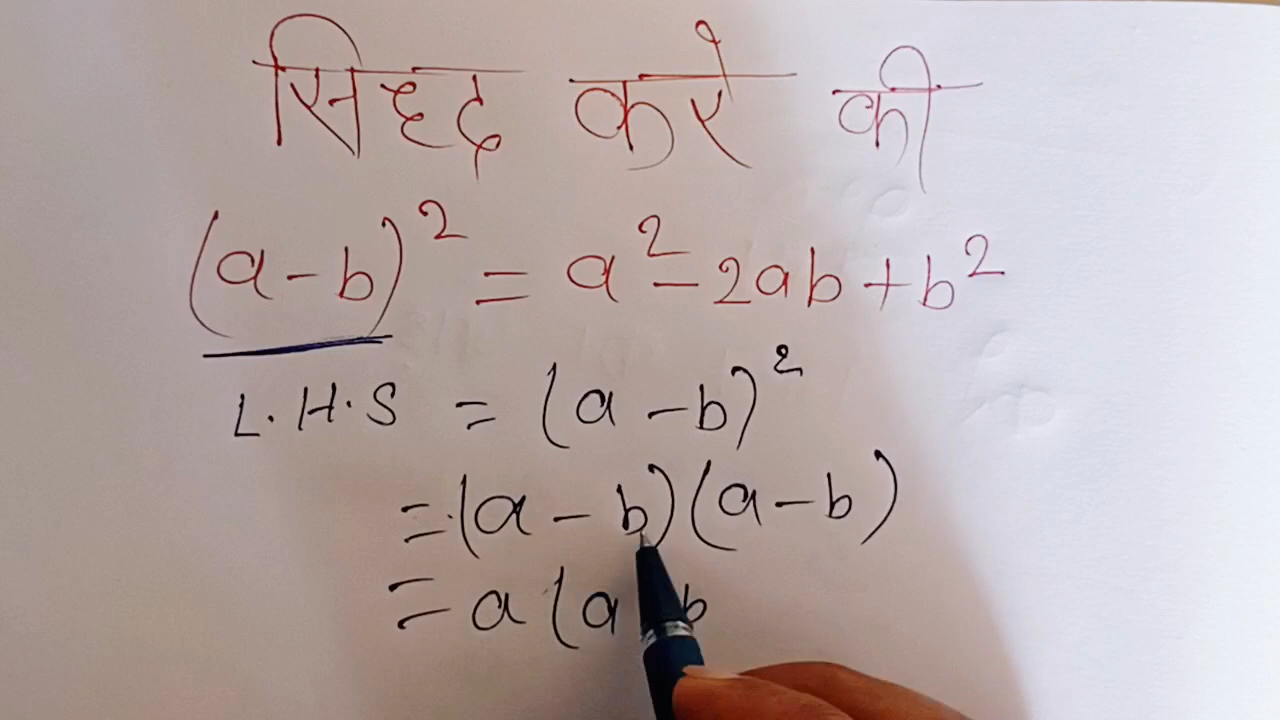 सिद्द करे की
(a-b)² = a² - 2ab + b²
L.H.S = (a - b)²
= (a - b)(a - b)
= a(a b